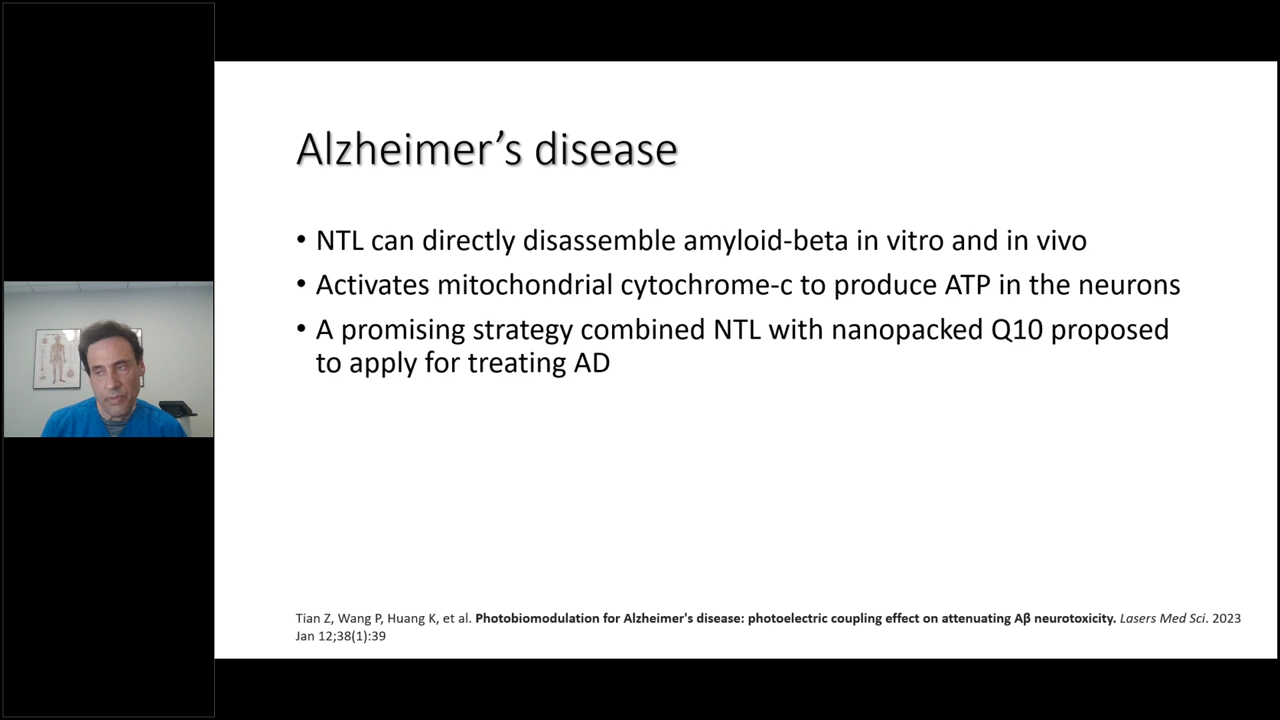 Alzheimer’s disease
• NTL can directly disassemble amyloid-beta in vitro and in vivo
• Activates mitochondrial cytochrome-c to produce ATP in the neurons
• A promising strategy combined NTL with nanopacked Q10 proposed
to apply for treating AD
Tian Z, Wang P, Huang K, et al. Photobiomodulation for Alzheimer's disease: photoelectric coupling effect on attenuating Aβ neurotoxicity. Lasers Med Sci. 2023
Jan 12;38(1):39